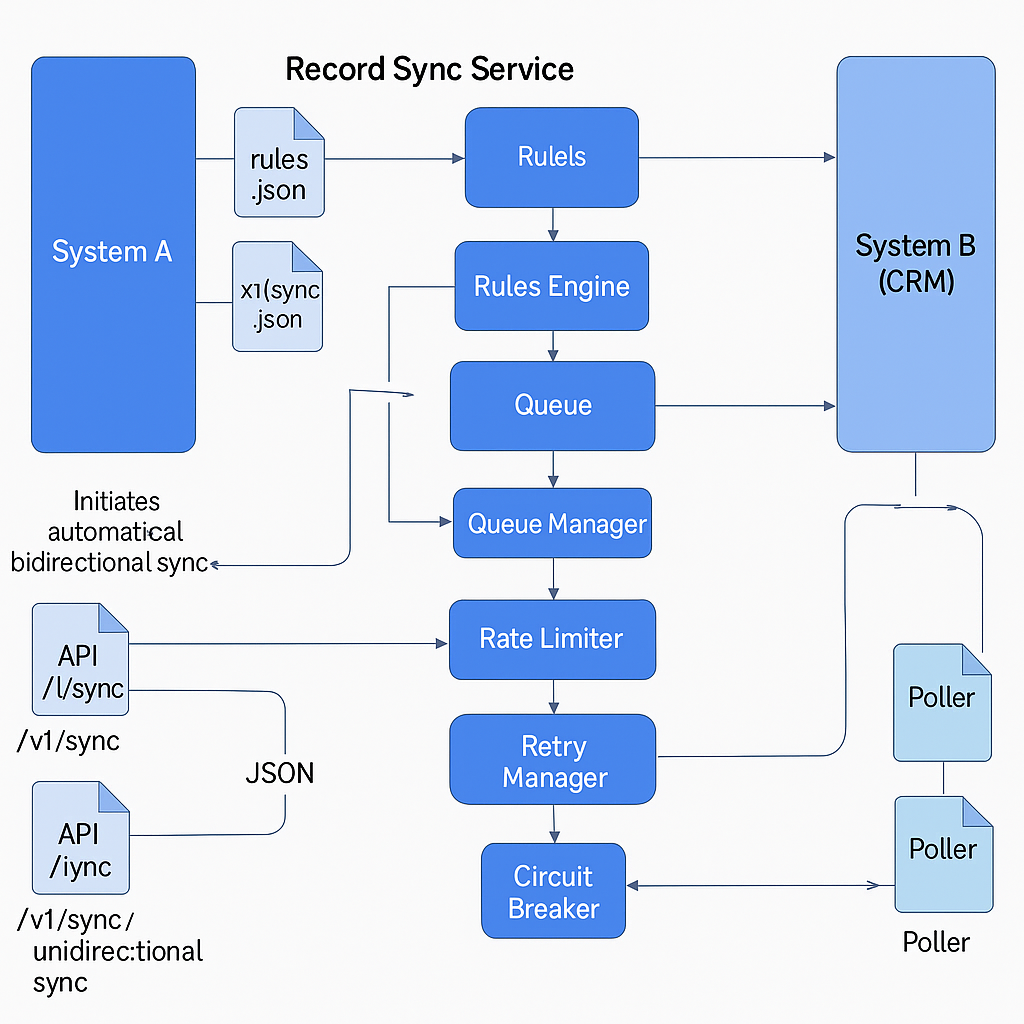 Record Sync Service
System A
rules
.json
x1(sync
.json
Rulels
Rules Engine
Queue
Queue Manager
Rate Limiter
Retry
Manager
Circuit
Breaker
System B
(CRM)
Initiates
automatical
bidirectional sync
API
/l/sync
/v1/sync
JSON
API
/iync
/v1/sync/
unidirec:tional
sync
Poller
Poller
Poller